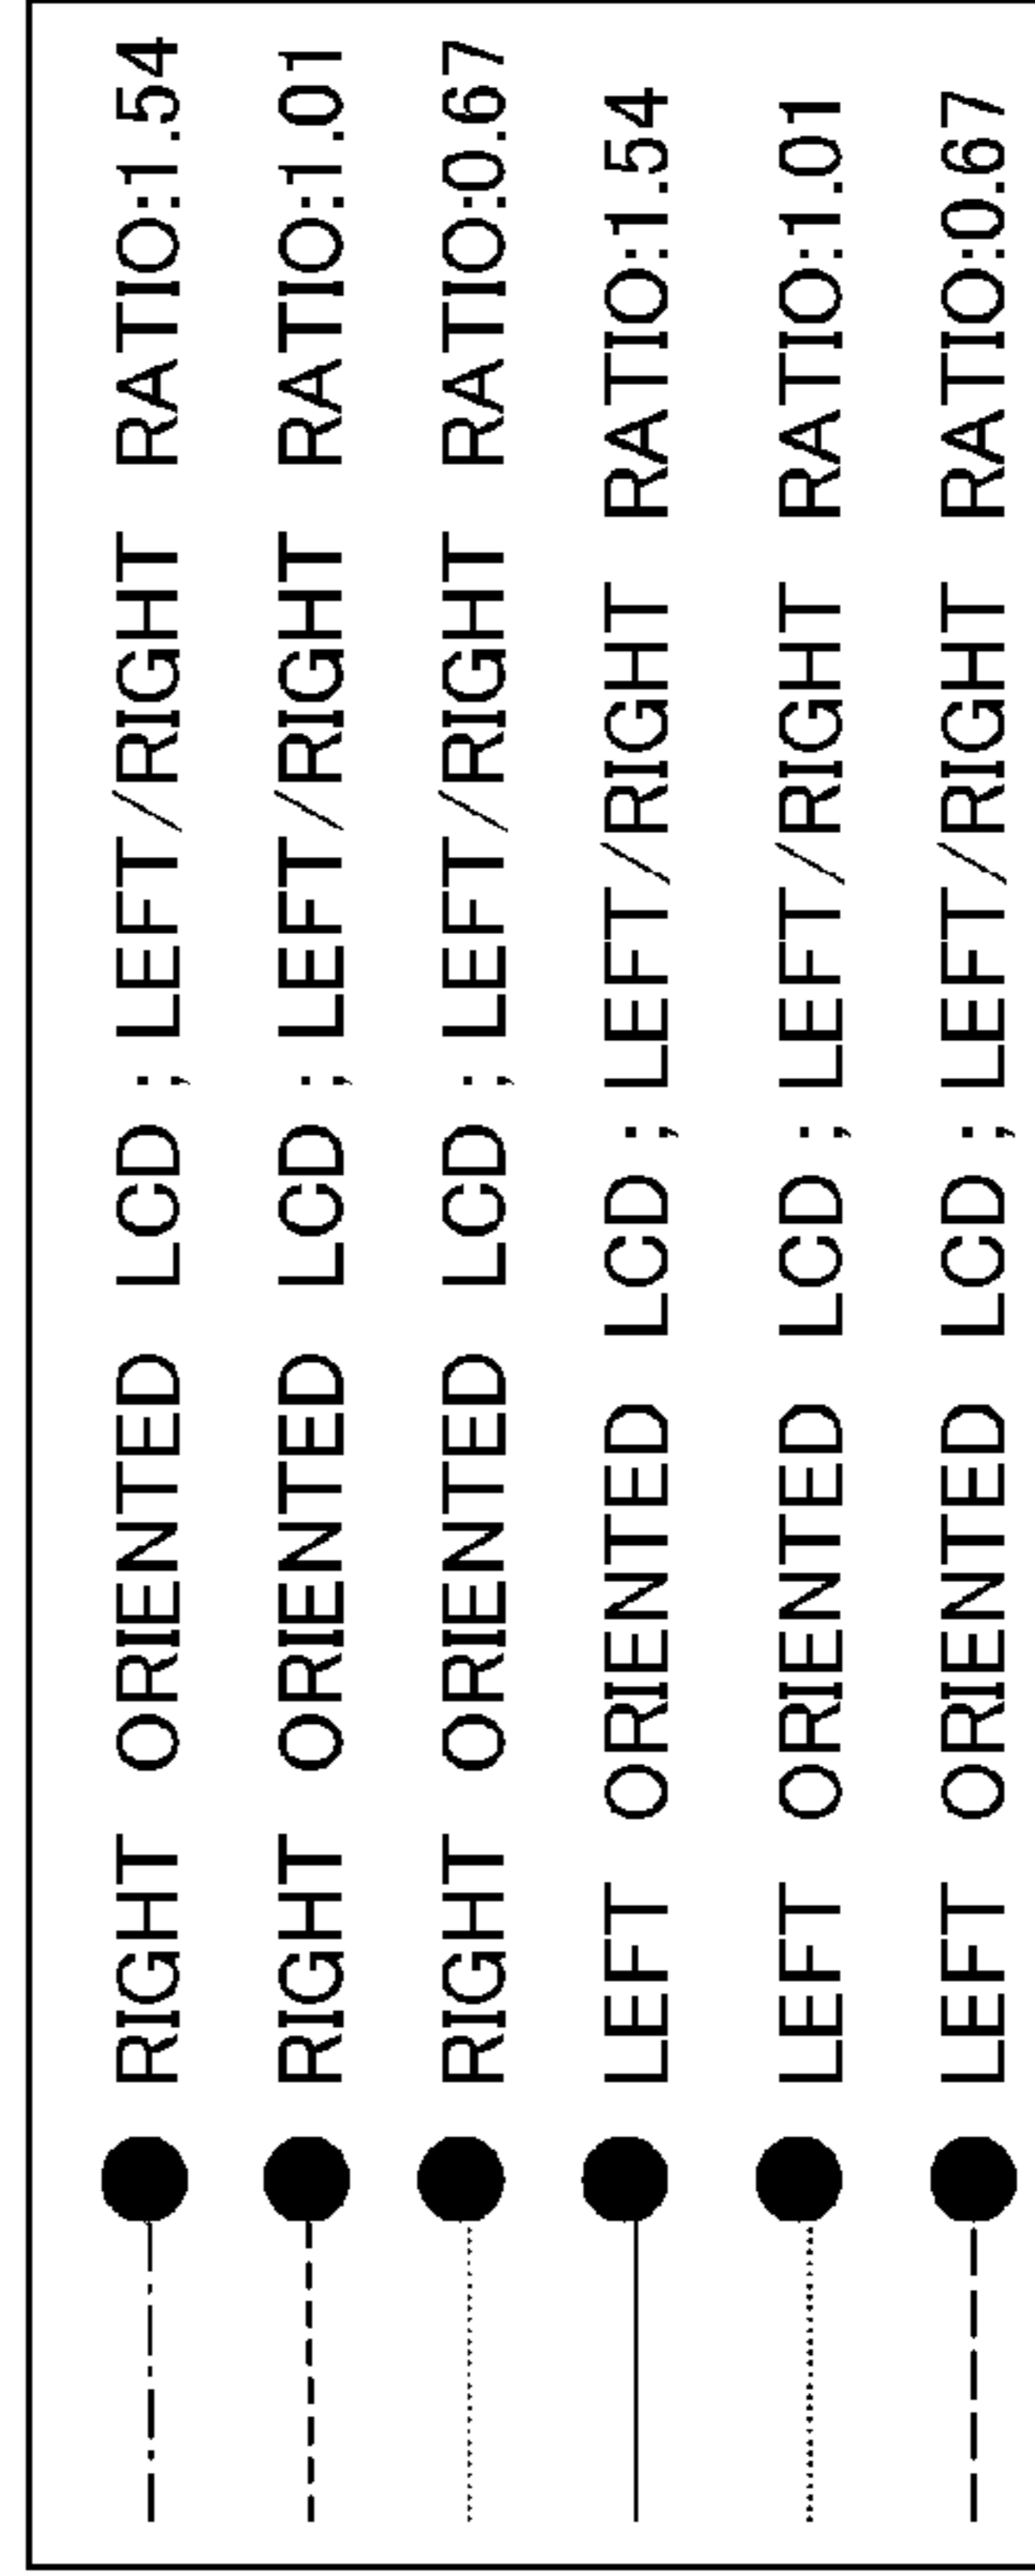 RIGHT ORIENTED LCD ; LEFT/RIGHT RATIO:1.54
RIGHT ORIENTED LCD ; LEFT/RIGHT RATIO:1.01
RIGHT ORIENTED LCD ; LEFT/RIGHT RATIO:0.67
LEFT ORIENTED LCD ; LEFT/RIGHT RATIO:1.54
LEFT ORIENTED LCD ; LEFT/RIGHT RATIO:1.01
LEFT ORIENTED LCD ; LEFT/RIGHT RATIO:0.67